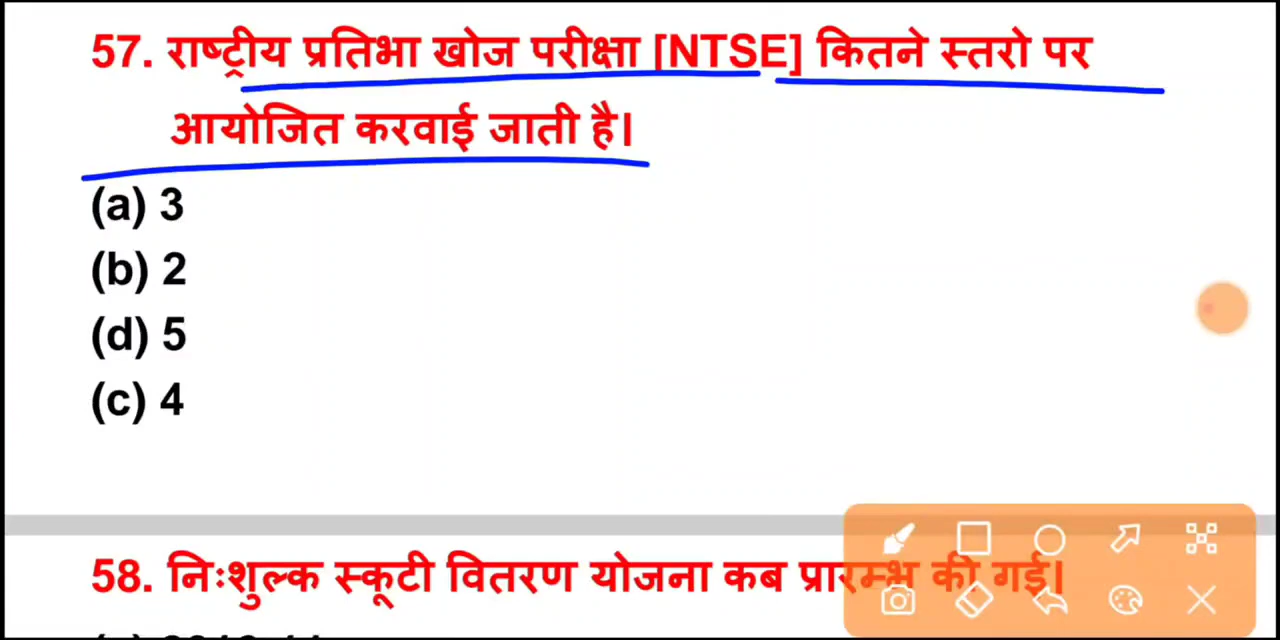 57. राष्ट्रीय प्रतिभा खोज परीक्षा [NTSE] कितने स्तरो पर
आयोजित करवाई जाती है।
(a) 3
(b) 2
(d) 5
(c) 4
58. निःशुल्क स्कूटी वितरण योजना कब प्रारम्भ की गई।